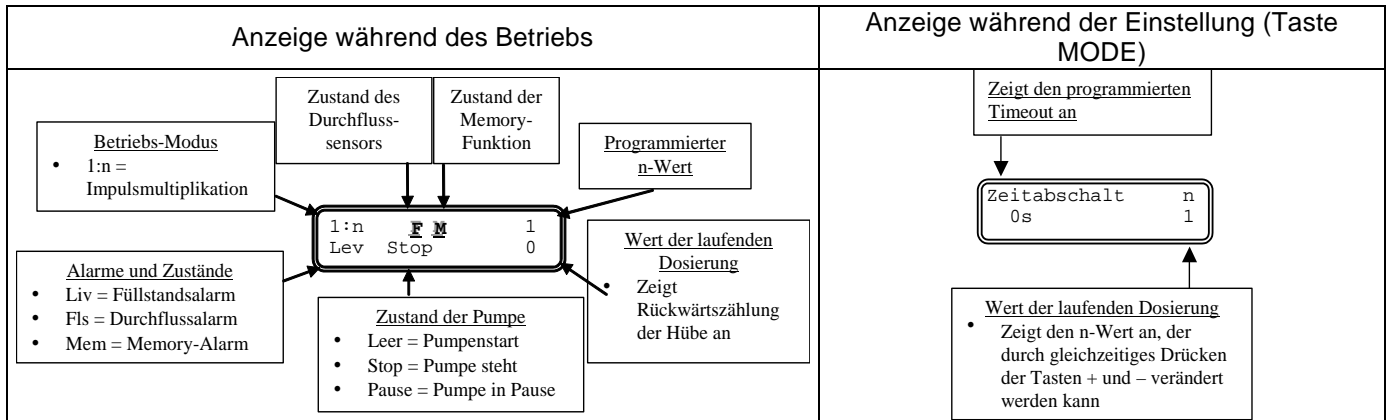 Anzeige während des Betriebs
Anzeige während der Einstellung (Taste
MODE)
Zustand des
Durchfluss-
sensors
Zustand der
Memory-
Funktion
Betriebs-Modus
• 1:n =
Impulsmultiplikation
Programmierter
n-Wert
1:n F M 1
Lev Stop 0
Alarme und Zustände
• Liv = Füllstandsalarm
• Fls = Durchflussalarm
• Mem = Memory-Alarm
Zustand der Pumpe
• Leer = Pumpenstart
• Stop = Pumpe steht
• Pause = Pumpe in Pause
Wert der laufenden
Dosierung
• Zeigt
Rückwärtszählung
der Hübe an
Zeigt den programmierten
Timeout an
Zeitabschalt n
0s 1
Wert der laufenden Dosierung
• Zeigt den n-Wert an, der
durch gleichzeitiges Drücken
der Tasten + und – verändert
werden kann